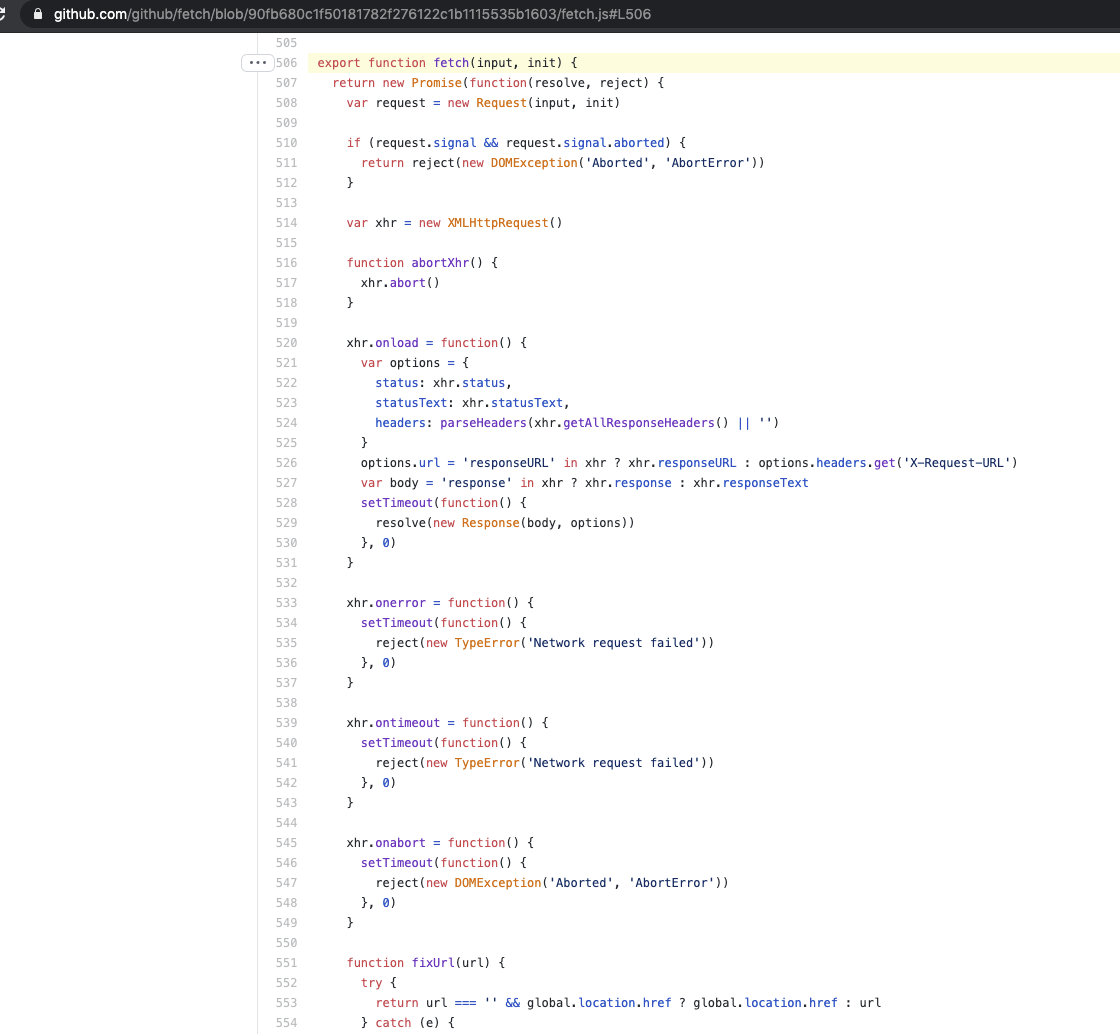 github.com/github/fetch/blob/90fb680c1f50181782f276122c1b1115535b1603/fetch.js#L506
505
... 506 export function fetch(input, init) {
507 return new Promise(function(resolve, reject) {
508 var request = new Request(input, init)
509
510 if (request.signal && request.signal.aborted) {
511 return reject(new DOMException('Aborted', 'AbortError'))
512 }
513
514 var xhr = new XMLHttpRequest()
515
516 function abortXhr() {
517 xhr.abort()
518 }
519
520 xhr.onload = function() {
521 var options = {
522 status: xhr.status,
523 statusText: xhr.statusText,
524 headers: parseHeaders(xhr.getAllResponseHeaders() || '')
525 }
526 options.url = 'responseURL' in xhr ? xhr.responseURL : options.headers.get('X-Request-URL')
527 var body = 'response' in xhr ? xhr.response : xhr.responseText
528 setTimeout(function() {
529 resolve(new Response(body, options))
530 }, 0)
531 }
532
533 xhr.onerror = function() {
534 setTimeout(function() {
535 reject(new TypeError('Network request failed'))
536 }, 0)
537 }
538
539 xhr.ontimeout = function() {
540 setTimeout(function() {
541 reject(new TypeError('Network request failed'))
542 }, 0)
543 }
544
545 xhr.onabort = function() {
546 setTimeout(function() {
547 reject(new DOMException('Aborted', 'AbortError'))
548 }, 0)
549 }
550
551 function fixUrl(url) {
552 try {
553 return url === '' && global.location.href ? global.location.href : url
554 } catch (e) {